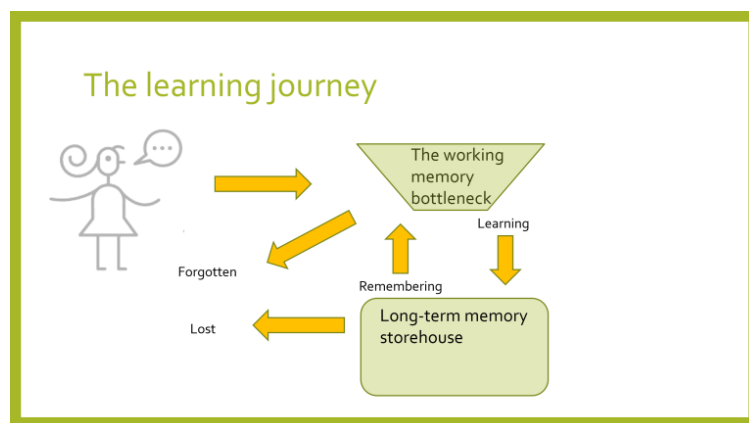 The learning journey
The working
memory
bottleneck
Learning
Forgotten
Remembering
Lost
Long-term memory
storehouse